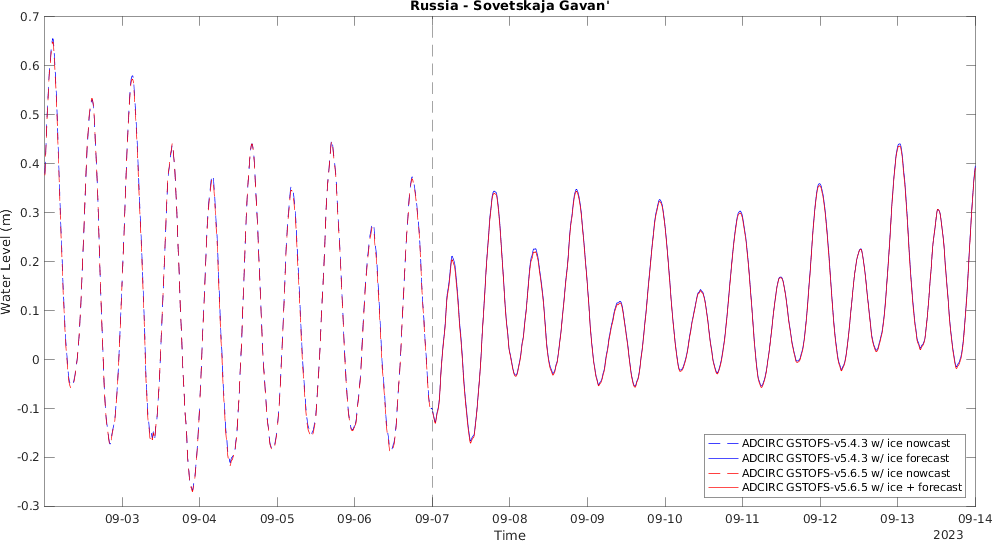 Russia - Sovetskaja Gavan'
0.7
0.6
0.5
0.4
0.3
0.2
0.1
0
-0.1
-0.2
-0.3
Water Level (m)
ADCIRC GSTOFS-v5.4.3 w/ ice nowcast
ADCIRC GSTOFS-v5.4.3 w/ ice forecast
ADCIRC GSTOFS-v5.6.5 w/ ice nowcast
ADCIRC GSTOFS-v5.6.5 w/ ice + forecast
09-03 09-04 09-05 09-06 09-07 09-08 09-09 09-10 09-11 09-12 09-13 09-14
Time
2023